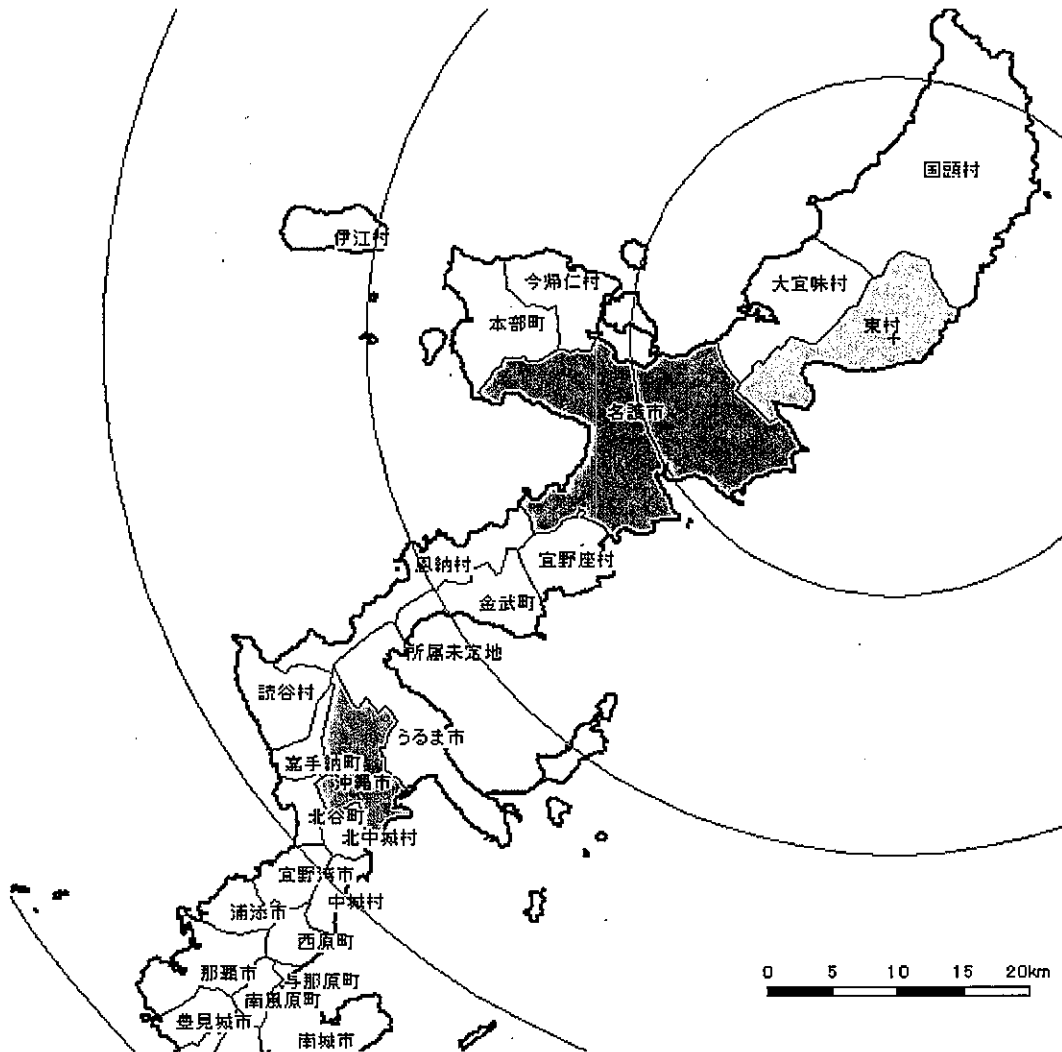 国頭村
伊江村
今帰仁村
大宜味村
本部町
東村
名護市
恩納村
宜野座村
金武町
所属未定地
読谷村
うるま市
嘉手納町
沖縄市
北谷町
北中城村
宜野湾市
中城村
浦添市
西原町
那覇市
与那原町
南風原町
豊見城市
南城市
0 5 10 15 20km